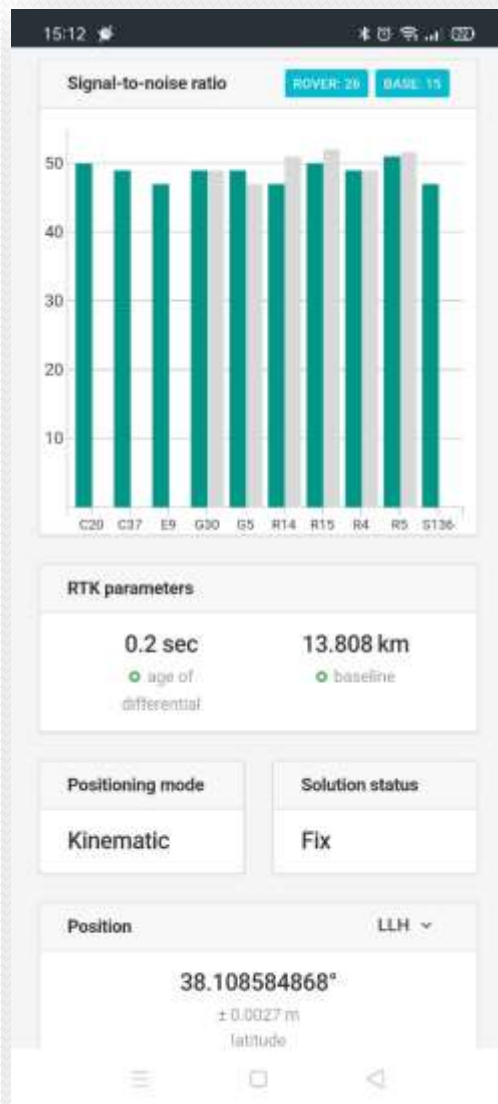 15:12
Signal-to-noise ratio ROVER: 26 BASE: 15
50
40
30
20
10
C20 C37 E9 G30 G5 R14 R15 R4 R5 S136
RTK parameters
0.2 sec 13.808 km
age of baseline
differential
Positioning mode Solution status
Kinematic Fix
Position LLH
38.108584868°
± 0.0027 m
latitude